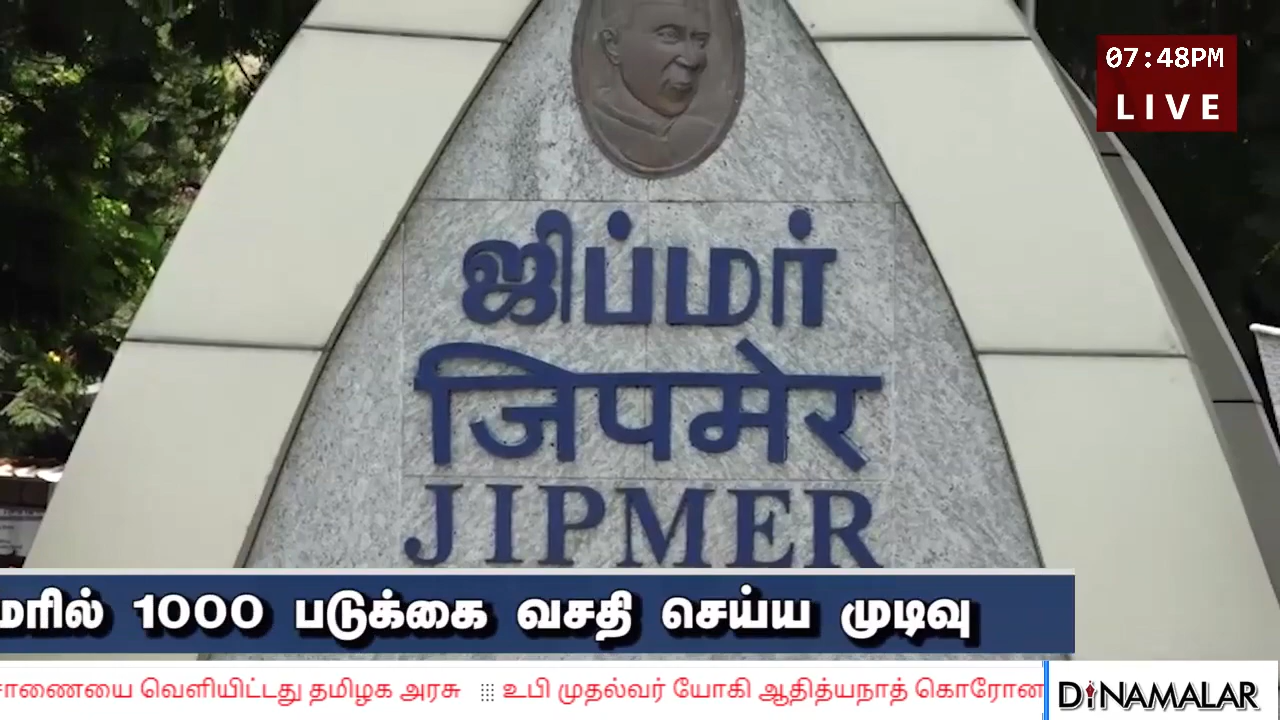 07:48PM
LIVE
ஜிப்மர்
जिपमेर
JIPMER
மரில் 1000 படுக்கை வசதி செய்ய முடிவு
வெளியிட்டது தமிழக அரசு உபி முதல்வர் யோகி ஆதித்யநாத் கொரோன
DINAMALAR